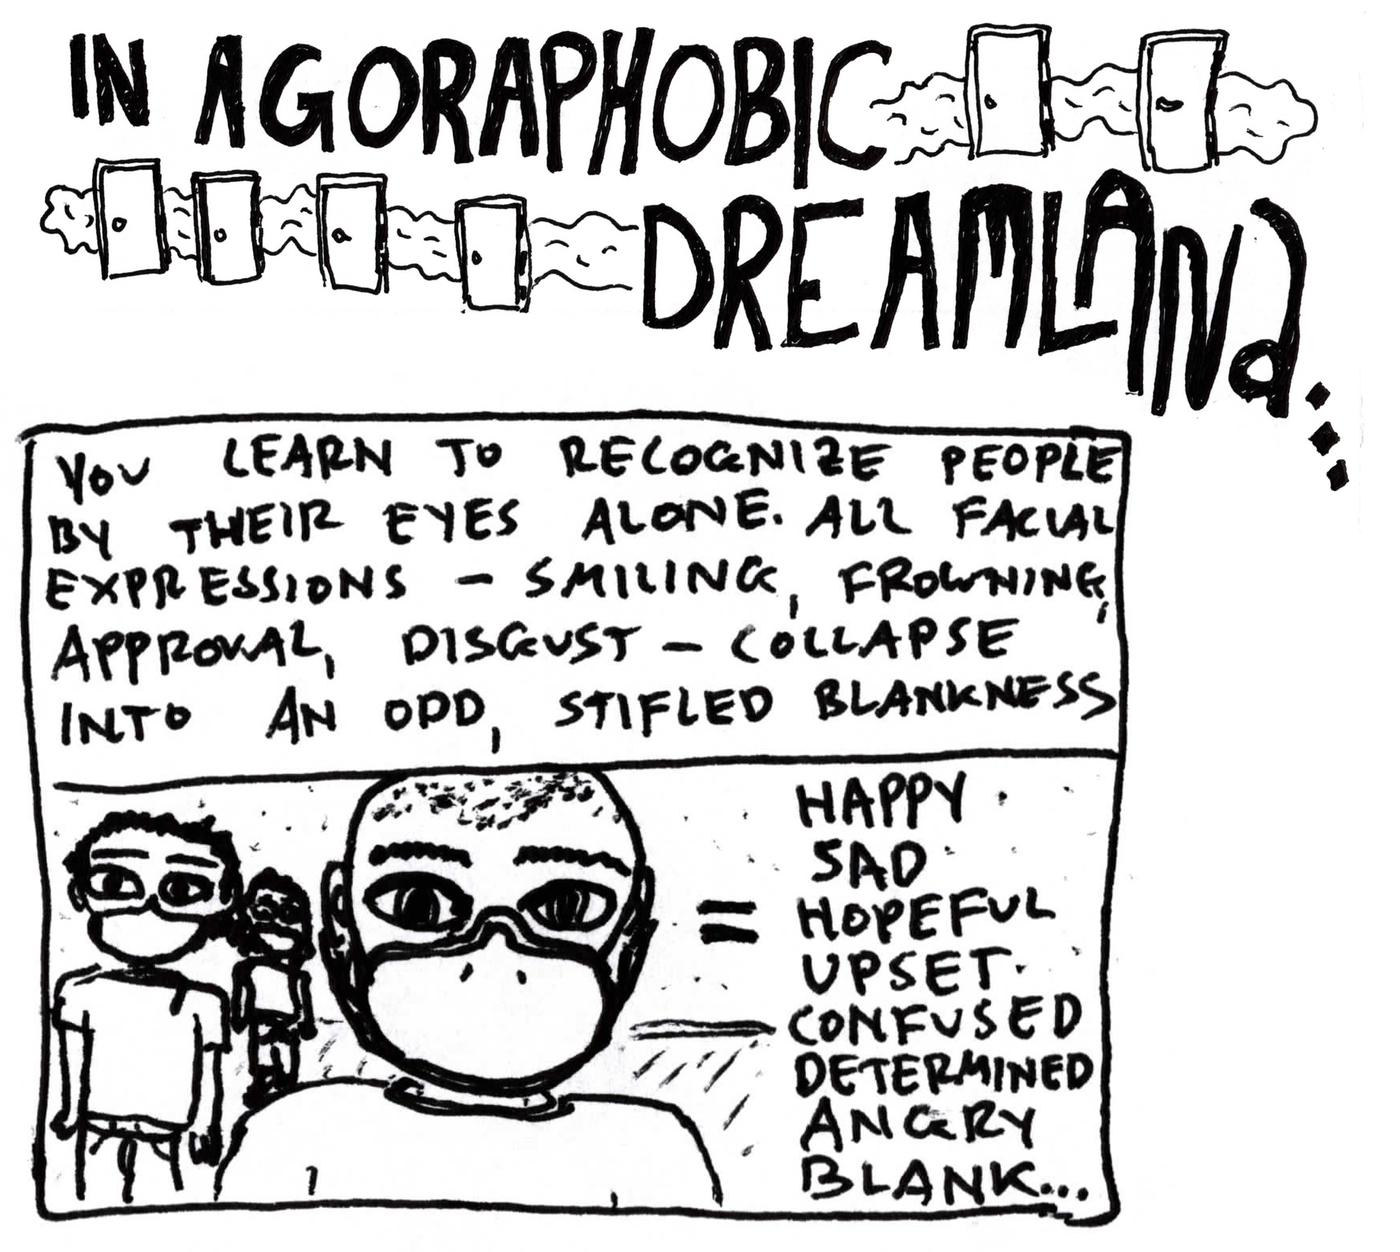 IN AGORAPHOBIC
DREAMLAND...
YOU LEARN TO RECOGNIZE PEOPLE
BY THEIR EYES ALONE. ALL FACIAL
EXPRESSIONS – SMILING, FROWNING,
APPROVAL, DISGUST – COLLAPSE
INTO AN ODD, STIFLED BLANKNESS
=
HAPPY
SAD
HOPEFUL
UPSET
CONFUSED
DETERMINED
ANGRY
BLANK...